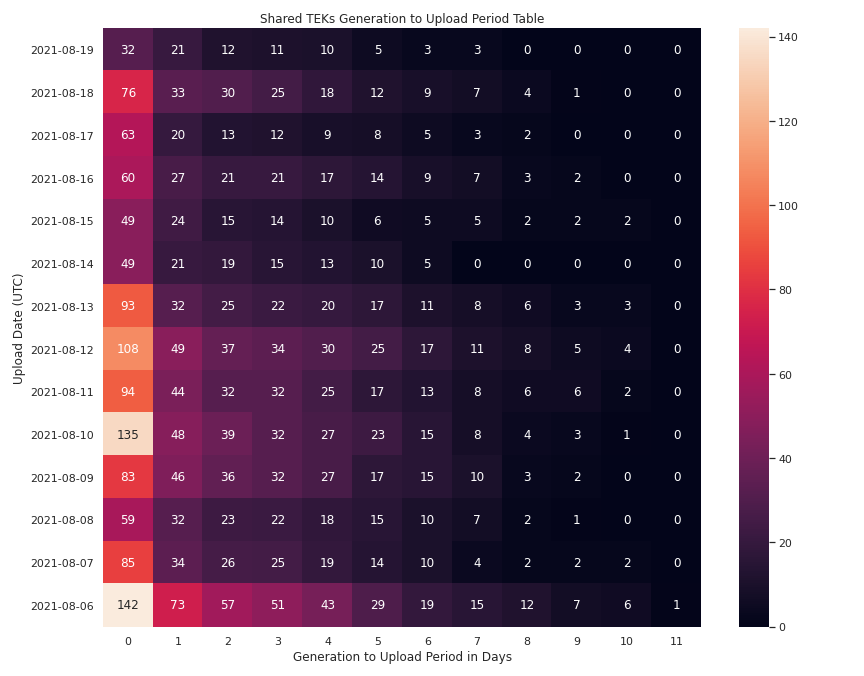 Shared TEKs Generation to Upload Period Table
Upload Date (UTC)
2021-08-19 32 21 12 11 10 5 3 3 0 0 0 0
2021-08-18 76 33 30 25 18 12 9 7 4 1 0 0
2021-08-17 63 20 13 12 9 8 5 3 2 0 0 0
2021-08-16 60 27 21 21 17 14 9 7 3 2 0 0
2021-08-15 49 24 15 14 10 6 5 5 2 2 2 0
2021-08-14 49 21 19 15 13 10 5 0 0 0 0 0
2021-08-13 93 32 25 22 20 17 11 8 6 3 3 0
2021-08-12 108 49 37 34 30 25 17 11 8 5 4 0
2021-08-11 94 44 32 32 25 17 13 8 6 6 2 0
2021-08-10 135 48 39 32 27 23 15 8 4 3 1 0
2021-08-09 83 46 36 32 27 17 15 10 3 2 0 0
2021-08-08 59 32 23 22 18 15 10 7 2 1 0 0
2021-08-07 85 34 26 25 19 14 10 4 2 2 2 0
2021-08-06 142 73 57 51 43 29 19 15 12 7 6 1
0 1 2 3 4 5 6 7 8 9 10 11
Generation to Upload Period in Days
140
120
100
80
60
40
20
0